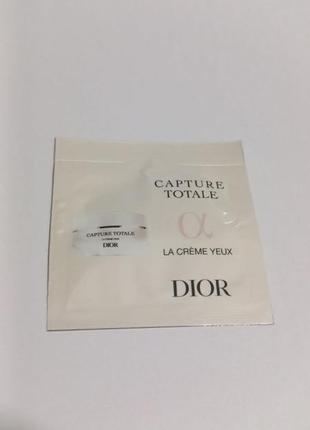 CAPTURE
TOTALE
α
LA CRÈME YEUX
DIOR
CAPTURE TOTALE
DIOR